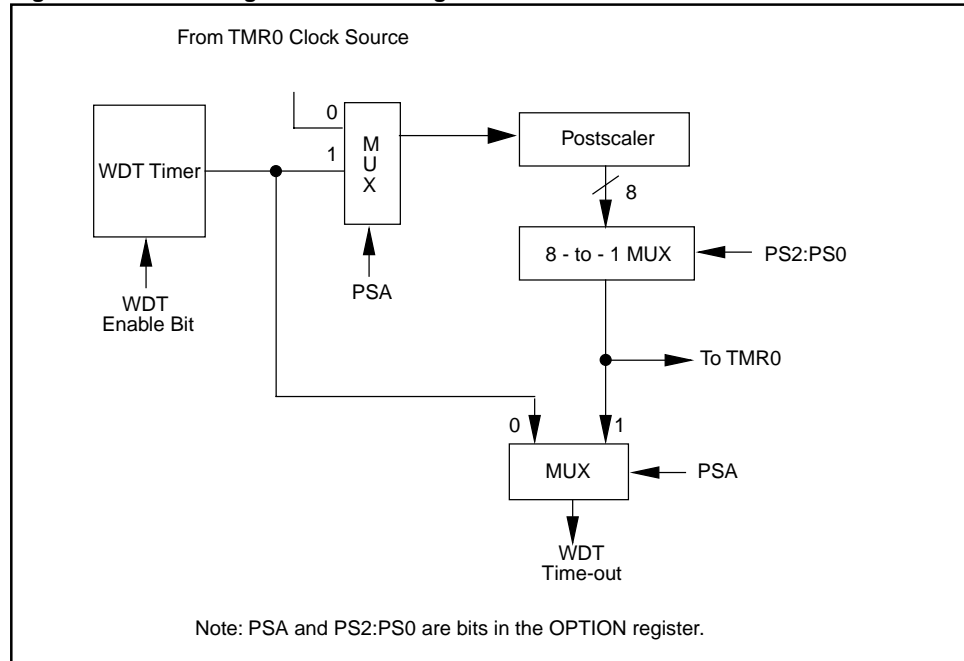 From TMR0 Clock Source
0
1
M
U
X
WDT Timer
Postscaler
8
8 - to - 1 MUX
PS2:PS0
PSA
WDT
Enable Bit
To TMR0
0
1
MUX
PSA
WDT
Time-out
Note: PSA and PS2:PS0 are bits in the OPTION register.